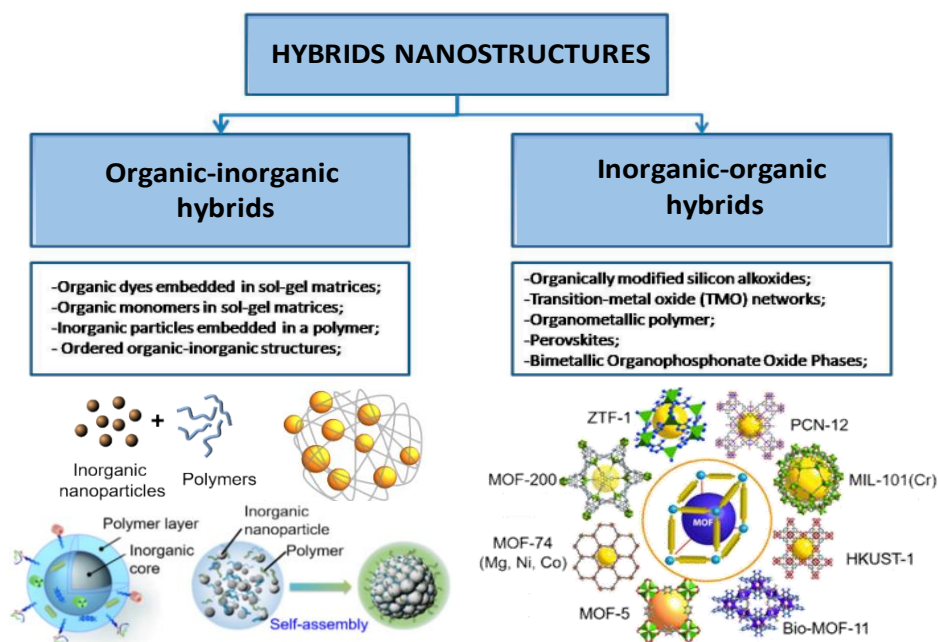 HYBRIDS NANOSTRUCTURES
Organic-inorganic
hybrids
-Organic dyes embedded in sol-gel matrices;
-Organic monomers in sol-gel matrices;
-Inorganic particles embedded in a polymer;
- Ordered organic-inorganic structures;
+
Inorganic
nanoparticles
Polymers
Polymer layer
Inorganic
core
Inorganic
nanoparticle
Polymer
Self-assembly
Inorganic-organic
hybrids
-Organically modified silicon alkoxides;
-Transition-metal oxide (TMO) networks;
-Organometallic polymer;
-Perovskites;
-Bimetallic Organophosphonate Oxide Phases;
ZTF-1
PCN-12
MOF-200
MIL-101(Cr)
MOF
MOF-74
(Mg, Ni, Co)
HKUST-1
MOF-5
Bio-MOF-11